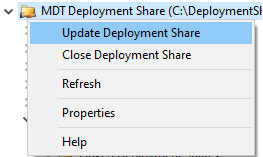 MDT Deployment Share (C:\DeploymentSh
Update Deployment Share
Close Deployment Share
Refresh
Properties
Help